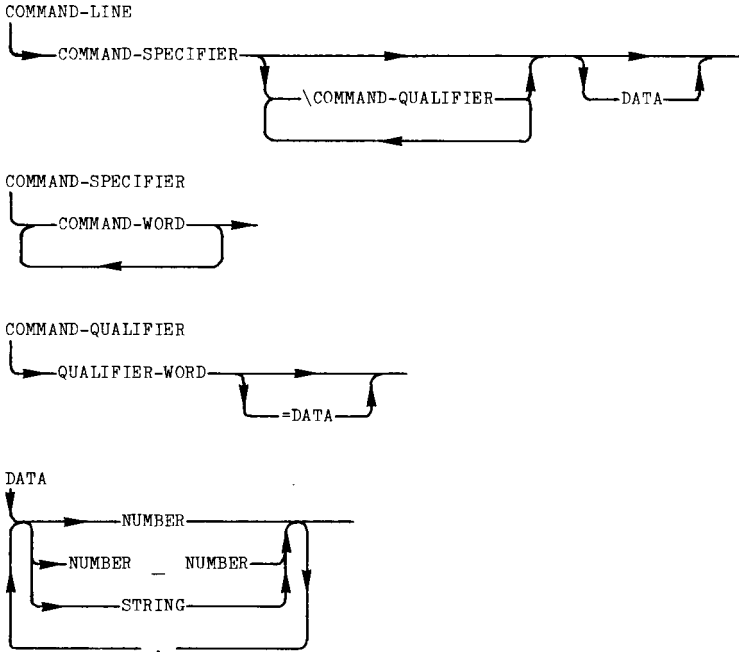 COMMAND-LINE
COMMAND-SPECIFIER
\COMMAND-QUALIFIER
DATA
COMMAND-SPECIFIER
COMMAND-WORD
COMMAND-QUALIFIER
QUALIFIER-WORD
=DATA
DATA
NUMBER
NUMBER _ NUMBER
STRING
,